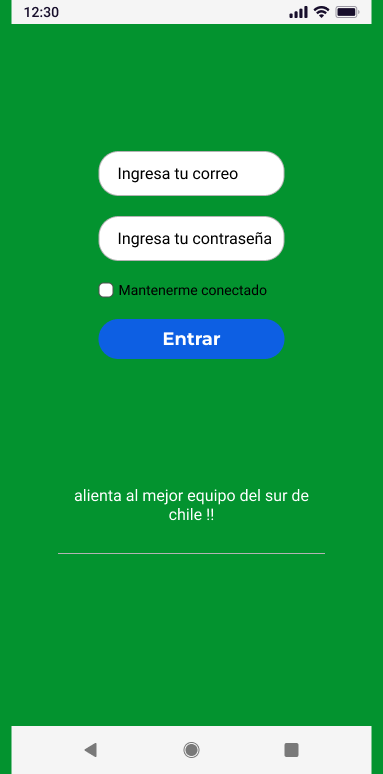 12:30
Ingresa tu correo
Ingresa tu contraseña
Mantenerme conectado
Entrar
alienta al mejor equipo del sur de
chile !!